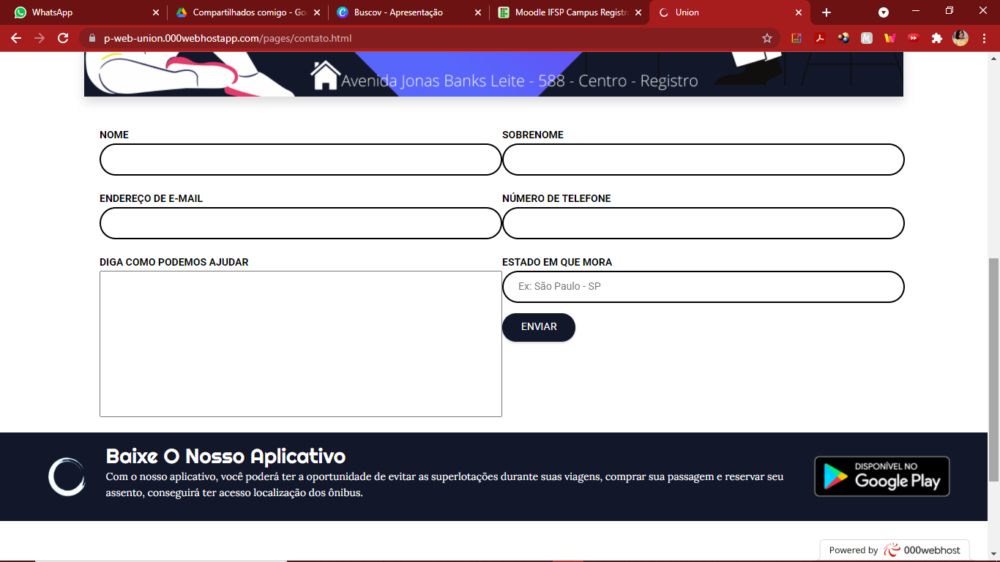 WhatsApp
Compartilhados comigo - Go
Buscov - Apresentação
Moodle IFSP Campus Registr
Union
p-web-union.000webhostapp.com/pages/contato.html
Avenida Jonas Banks Leite - 588 - Centro - Registro
NOME
SOBRENOME
ENDEREÇO DE E-MAIL
NÚMERO DE TELEFONE
DIGA COMO PODEMOS AJUDAR
ESTADO EM QUE MORA
Ex: São Paulo - SP
ENVIAR
Baixe O Nosso Aplicativo
Com o nosso aplicativo, você poderá ter a oportunidade de evitar as superlotações durante suas viagens, comprar sua passagem e reservar seu
assento, conseguirá ter acesso localização dos ônibus.
DISPONÍVEL NO
Google Play
Powered by 000webhost